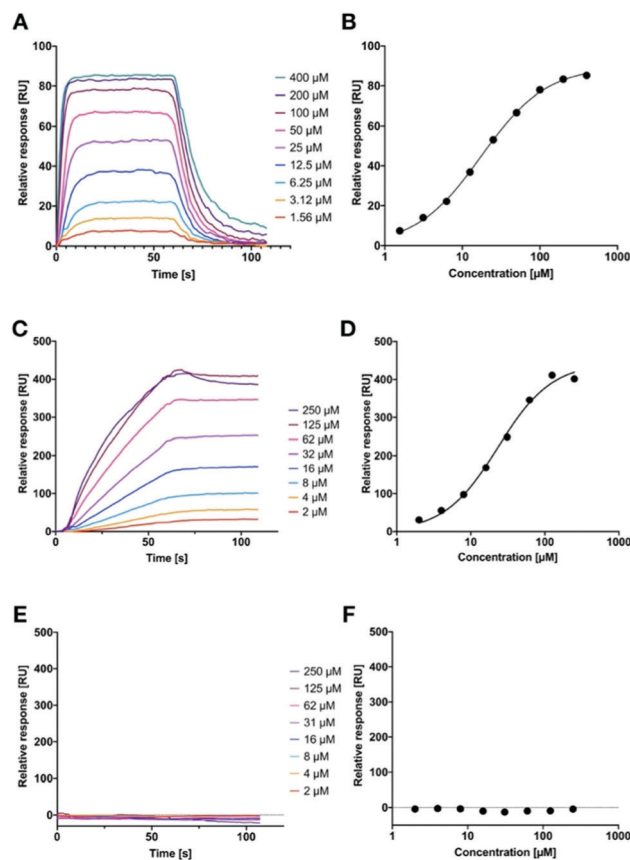 A
B
Relative response [RU]
100
80
60
40
20
0
0
50
100
Time [s]
400 µM
200 µM
100 µM
50 µM
25 µM
12.5 µM
6.25 µM
3.12 µM
1.56 µM
Relative response [RU]
100
80
60
40
20
0
1
10
100
Concentration [µM]
C
D
Relative response [RU]
500
400
300
200
100
0
0
50
100
Time [s]
250 µM
125 µM
62 µM
32 µM
16 µM
8 µM
4 µM
2 µM
Relative response [RU]
500
400
300
200
100
0
1
10
100
Concentration [µM]
E
F
Relative response [RU]
500
400
300
200
100
0
0
50
100
Time [s]
250 µM
125 µM
62 µM
31 µM
16 µM
8 µM
4 µM
2 µM
Relative response [RU]
500
400
300
200
100
0
1
10
100
Concentration [µM]